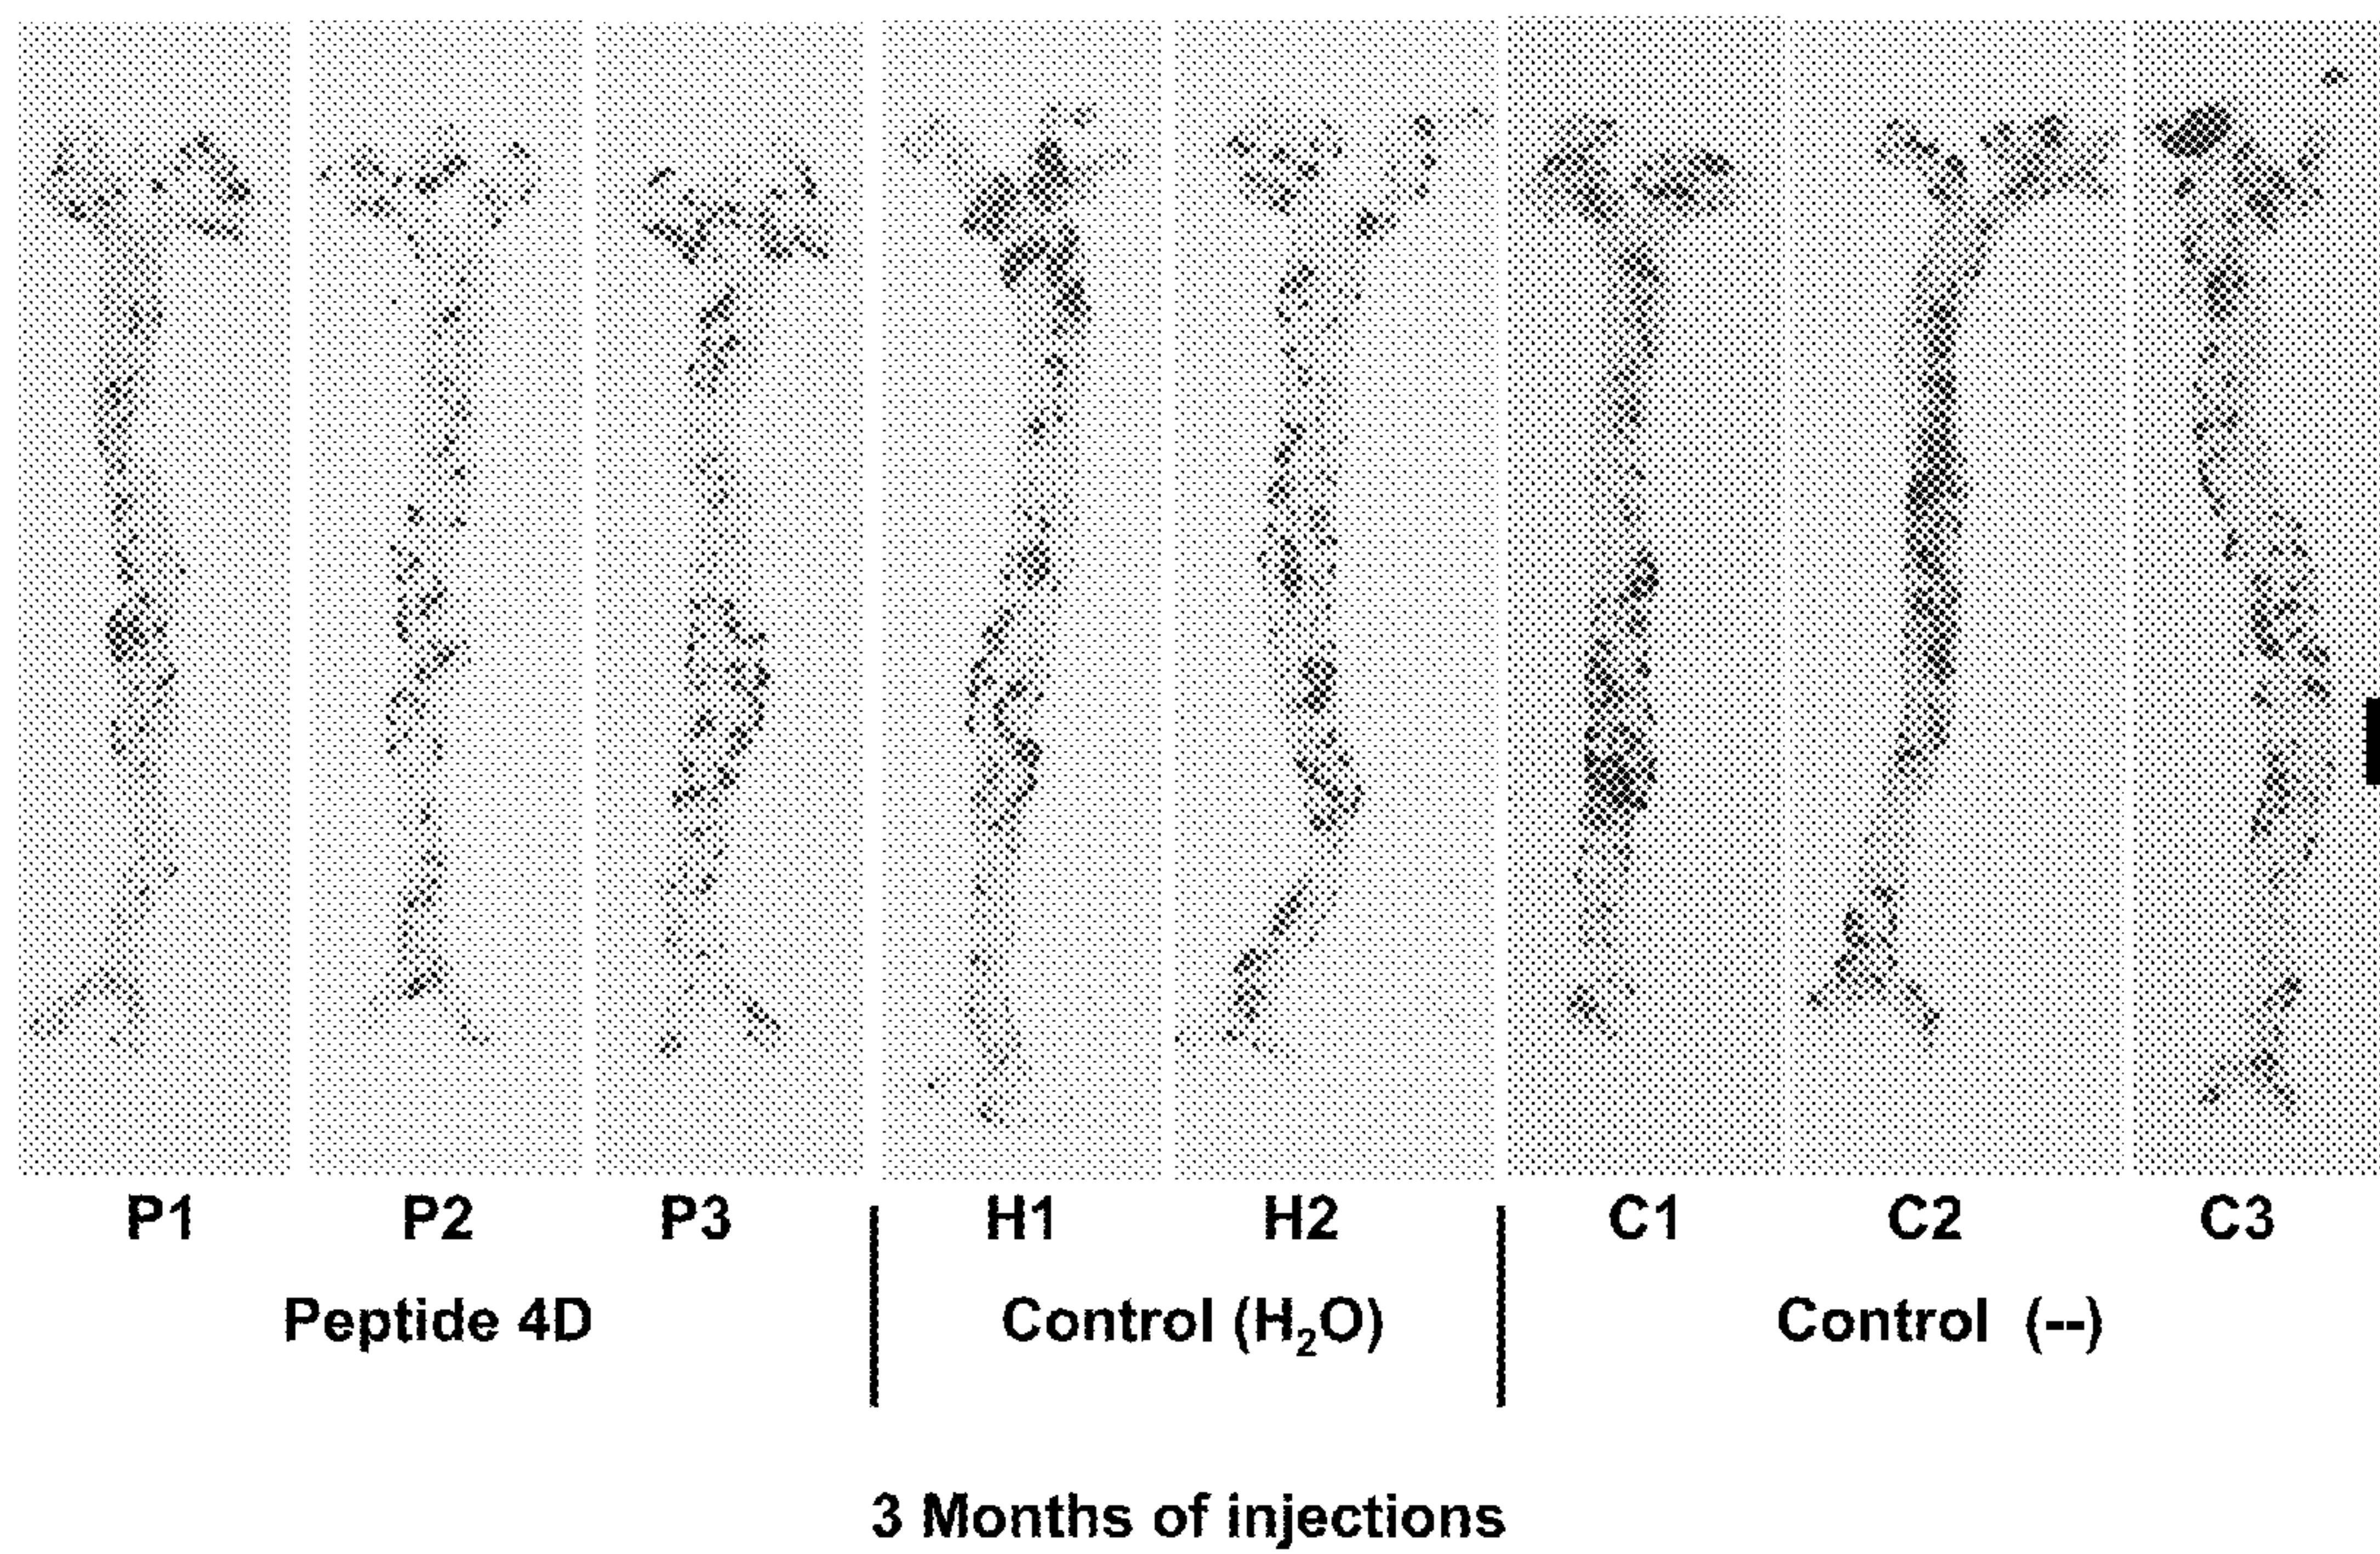 P1 P2 P3 H1 H2 C1 C2 C3
Peptide 4D Control (H₂O) Control (--)
3 Months of injections